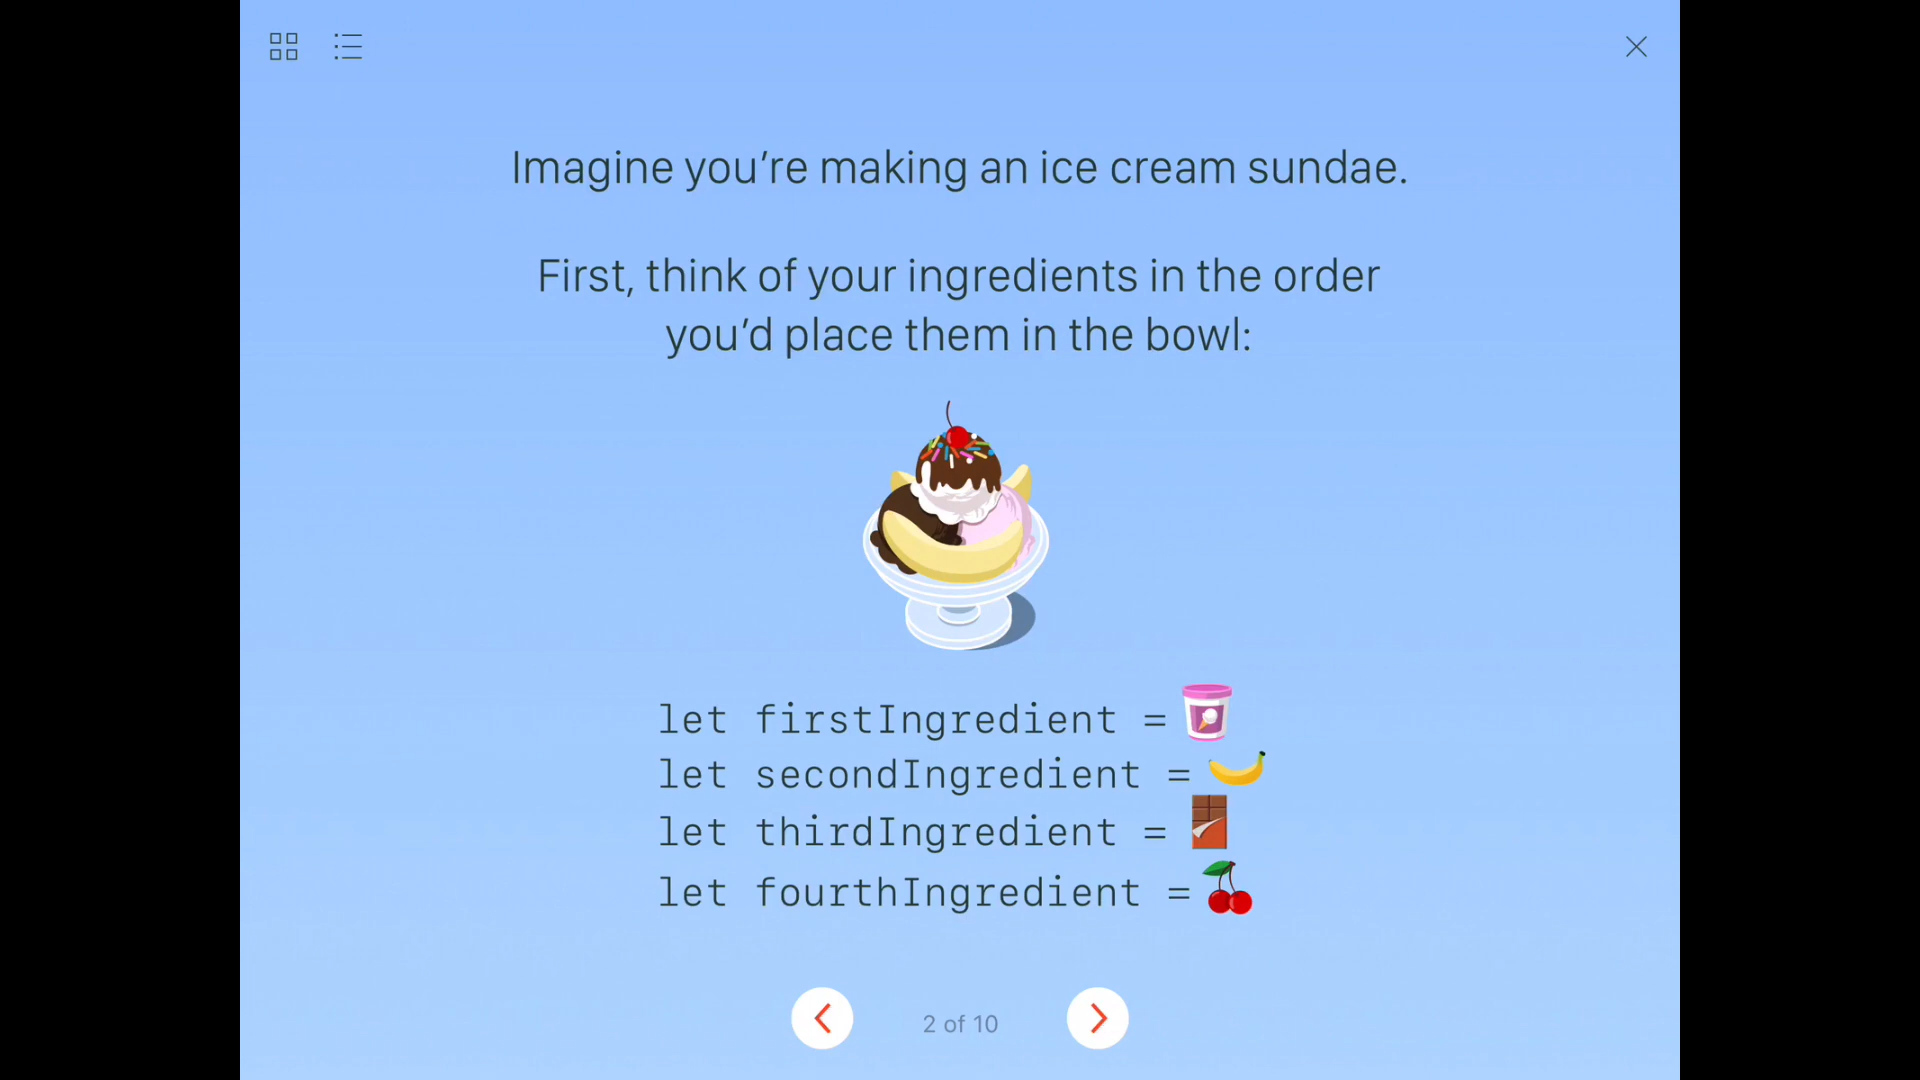 Imagine you’re making an ice cream sundae.
First, think of your ingredients in the order
you’d place them in the bowl:
let firstIngredient =
let secondIngredient =
let thirdIngredient =
let fourthIngredient =
2 of 10